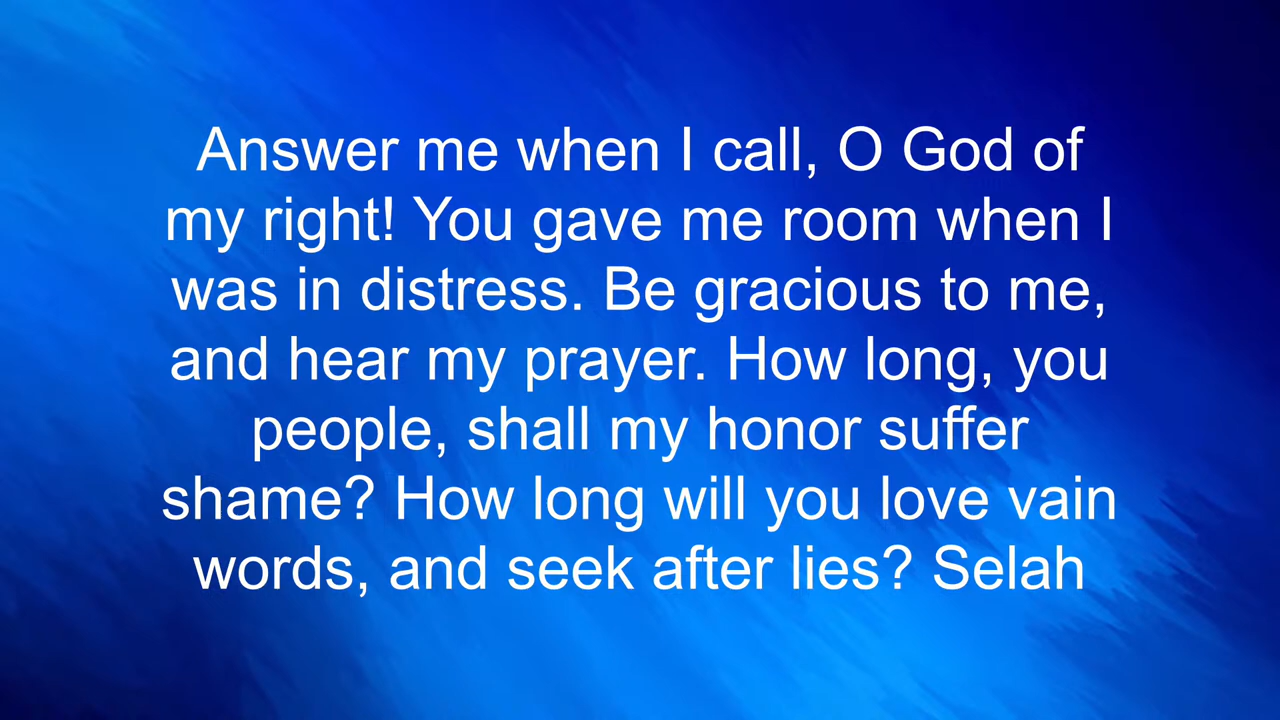 Answer me when I call, O God of
my right! You gave me room when I
was in distress. Be gracious to me,
and hear my prayer. How long, you
people, shall my honor suffer
shame? How long will you love vain
words, and seek after lies? Selah